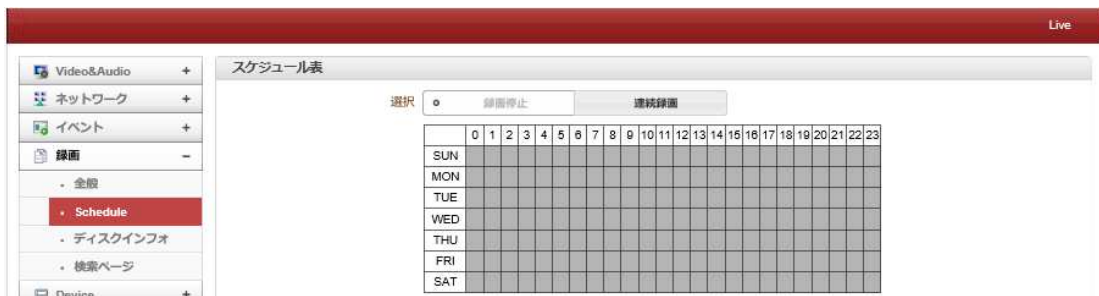 Live
Video&Audio +
ネットワーク +
イベント +
録画 −
全般
Schedule
ディスクインフォ
検索ページ
Device +
スケジュール表
選択 録画停止 連続録画
0 1 2 3 4 5 6 7 8 9 10 11 12 13 14 15 16 17 18 19 20 21 22 23
SUN
MON
TUE
WED
THU
FRI
SAT